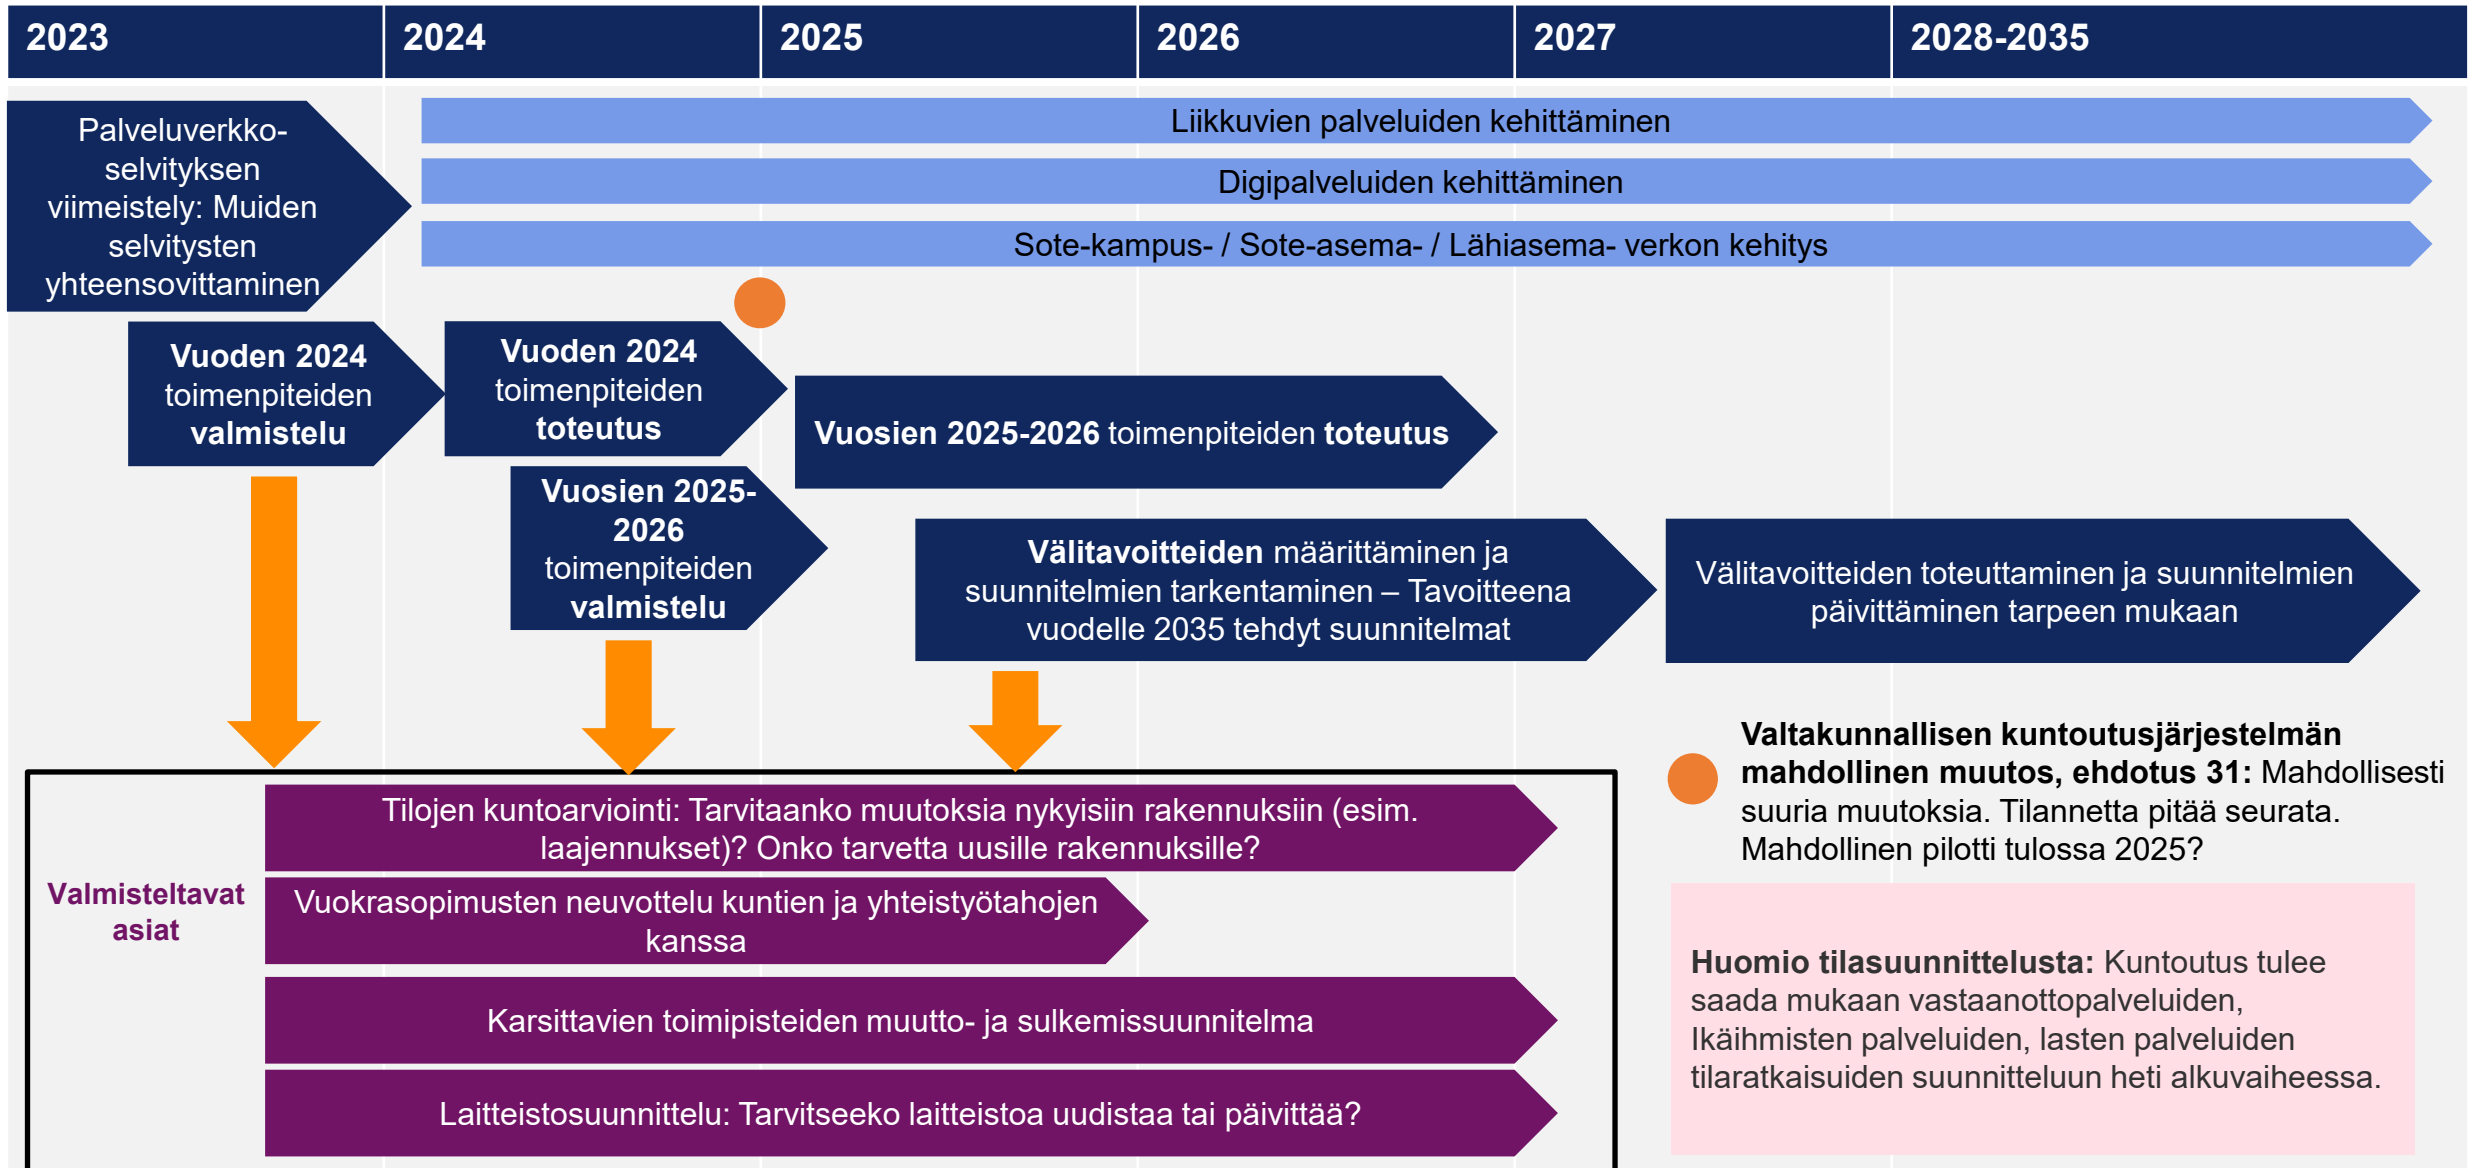 2023
2024
2025
2026
2027
2028-2035
Palveluverkko-
selvityksen
viimeistely: Muiden
selvitysten
yhteensovittaminen
Liikkuvien palveluiden kehittäminen
Digipalveluiden kehittäminen
Sote-kampus- / Sote-asema- / Lähiasema- verkon kehitys
Vuoden 2024
toimenpiteiden
valmistelu
Vuoden 2024
toimenpiteiden
toteutus
Vuosien 2025-2026 toimenpiteiden toteutus
Vuosien 2025-
2026
toimenpiteiden
valmistelu
Välitavoitteiden määrittäminen ja
suunnitelmien tarkentaminen – Tavoitteena
vuodelle 2035 tehdyt suunnitelmat
Välitavoitteiden toteuttaminen ja suunnitelmien
päivittäminen tarpeen mukaan
Valtakunnallisen kuntoutusjärjestelmän
mahdollinen muutos, ehdotus 31: Mahdollisesti
suuria muutoksia. Tilannetta pitää seurata.
Mahdollinen pilotti tulossa 2025?
Valmisteltavat
asiat
Tilojen kuntoarviointi: Tarvitaanko muutoksia nykyisiin rakennuksiin (esim.
laajennukset)? Onko tarvetta uusille rakennuksille?
Vuokrasopimusten neuvottelu kuntien ja yhteistyötahojen
kanssa
Karsittavien toimipisteiden muutto- ja sulkemissuunnitelma
Laitteistosuunnittelu: Tarvitseeko laitteistoa uudistaa tai päivittää?
Huomio tilasuunnittelusta: Kuntoutus tulee
saada mukaan vastaanottopalveluiden,
Ikäihmisten palveluiden, lasten palveluiden
tilaratkaisuiden suunnitteluun heti alkuvaiheessa.